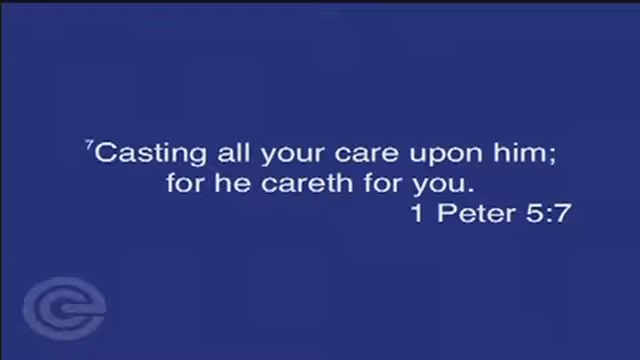 ⁷Casting all your care upon him;
for he careth for you.
1 Peter 5:7